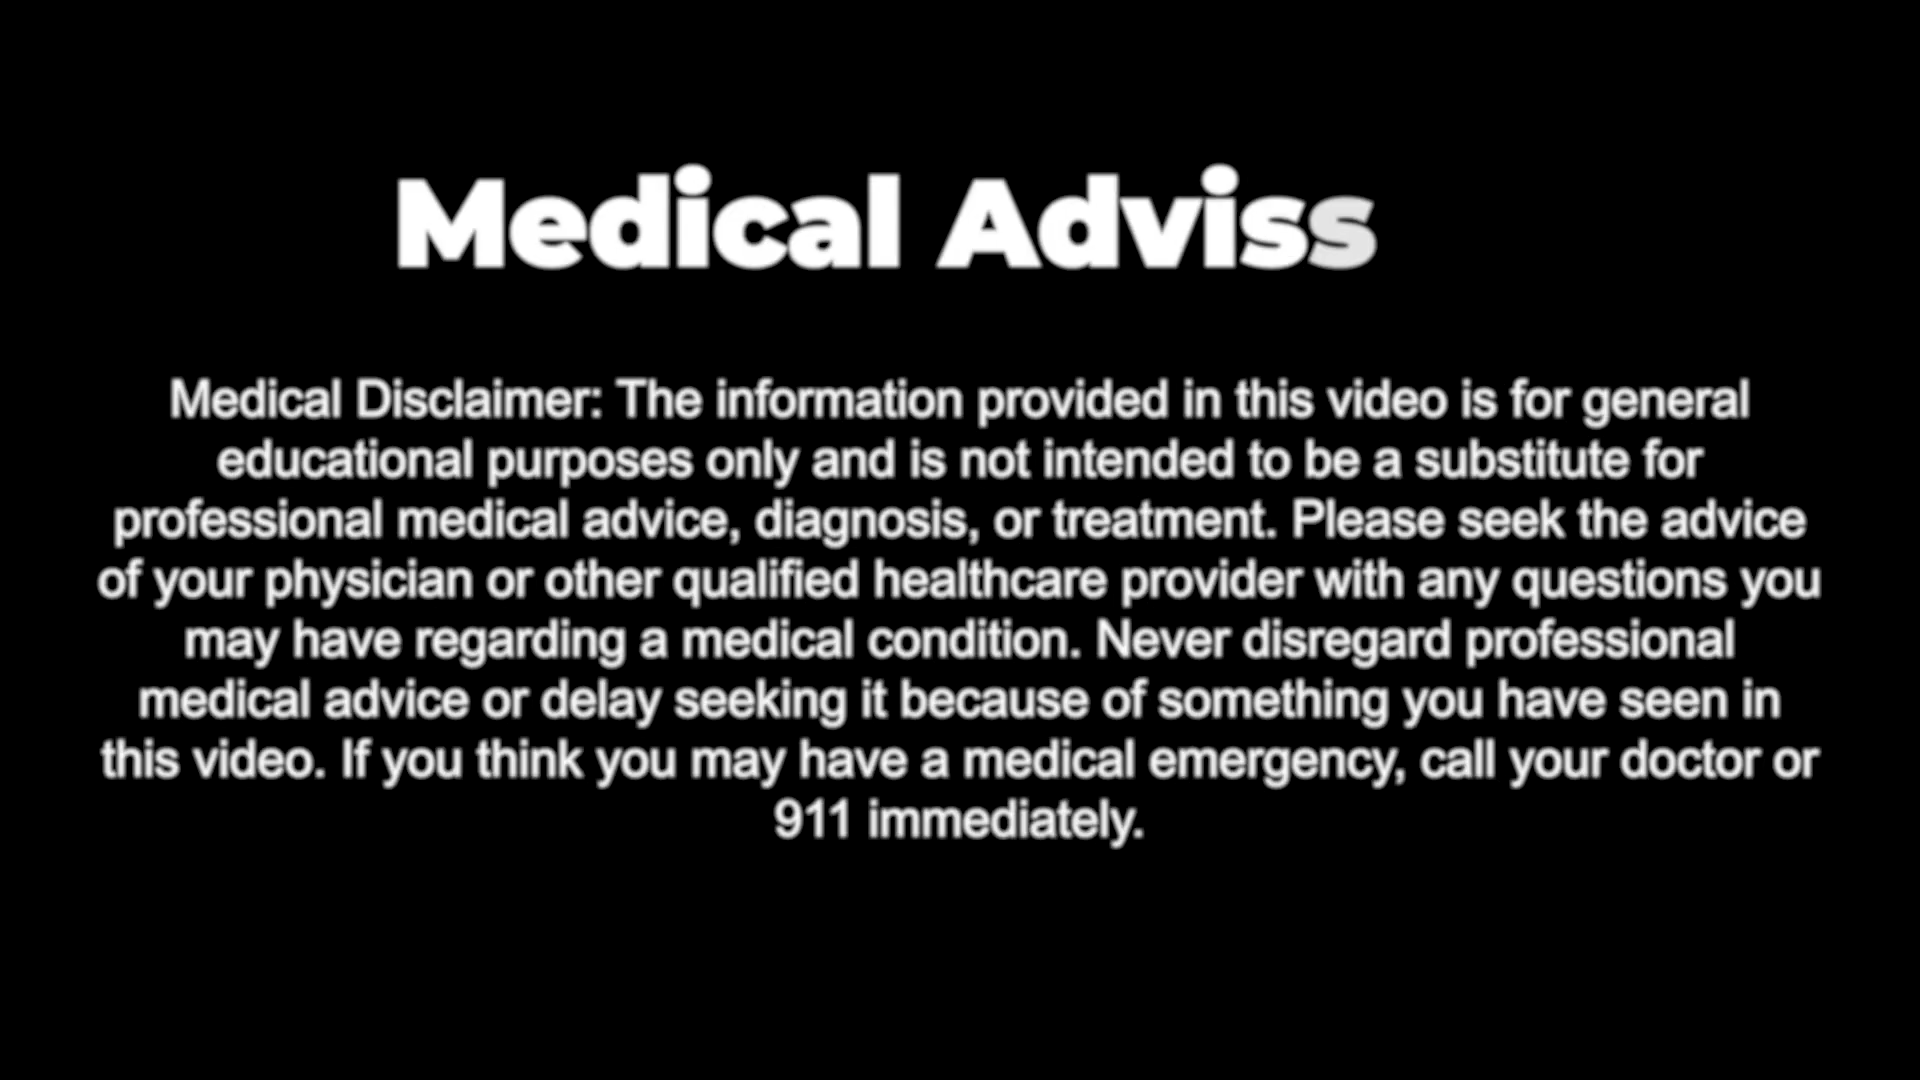 Medical Adviss
Medical Disclaimer: The information provided in this video is for general
educational purposes only and is not intended to be a substitute for
professional medical advice, diagnosis, or treatment. Please seek the advice
of your physician or other qualified healthcare provider with any questions you
may have regarding a medical condition. Never disregard professional
medical advice or delay seeking it because of something you have seen in
this video. If you think you may have a medical emergency, call your doctor or
911 immediately.